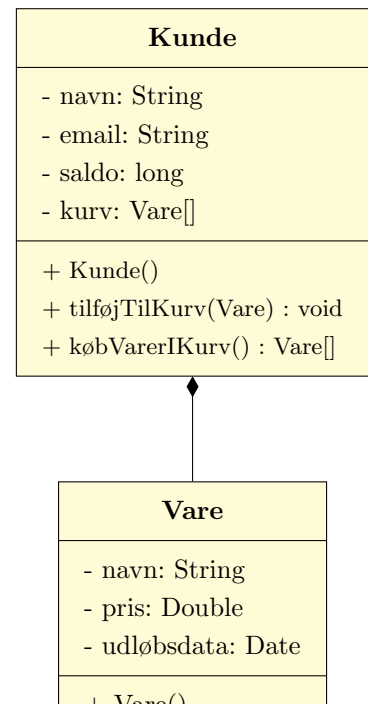 Kunde
- navn: String
- email: String
- saldo: long
- kurv: Vare[]
+ Kunde()
+ tilføjTilKurv(Vare) : void
+ købVarerIKurv() : Vare[]
Vare
- navn: String
- pris: Double
- udløbsdata: Date
+ Vare()